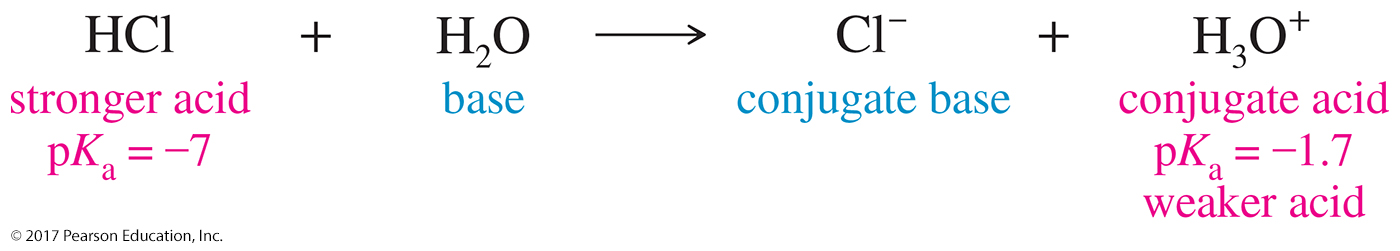 HCl + H₂O ⟶ Cl⁻ + H₃O⁺
stronger acid base conjugate base conjugate acid
pKₐ = −7 pKₐ = −1.7
weaker acid
© 2017 Pearson Education, Inc.